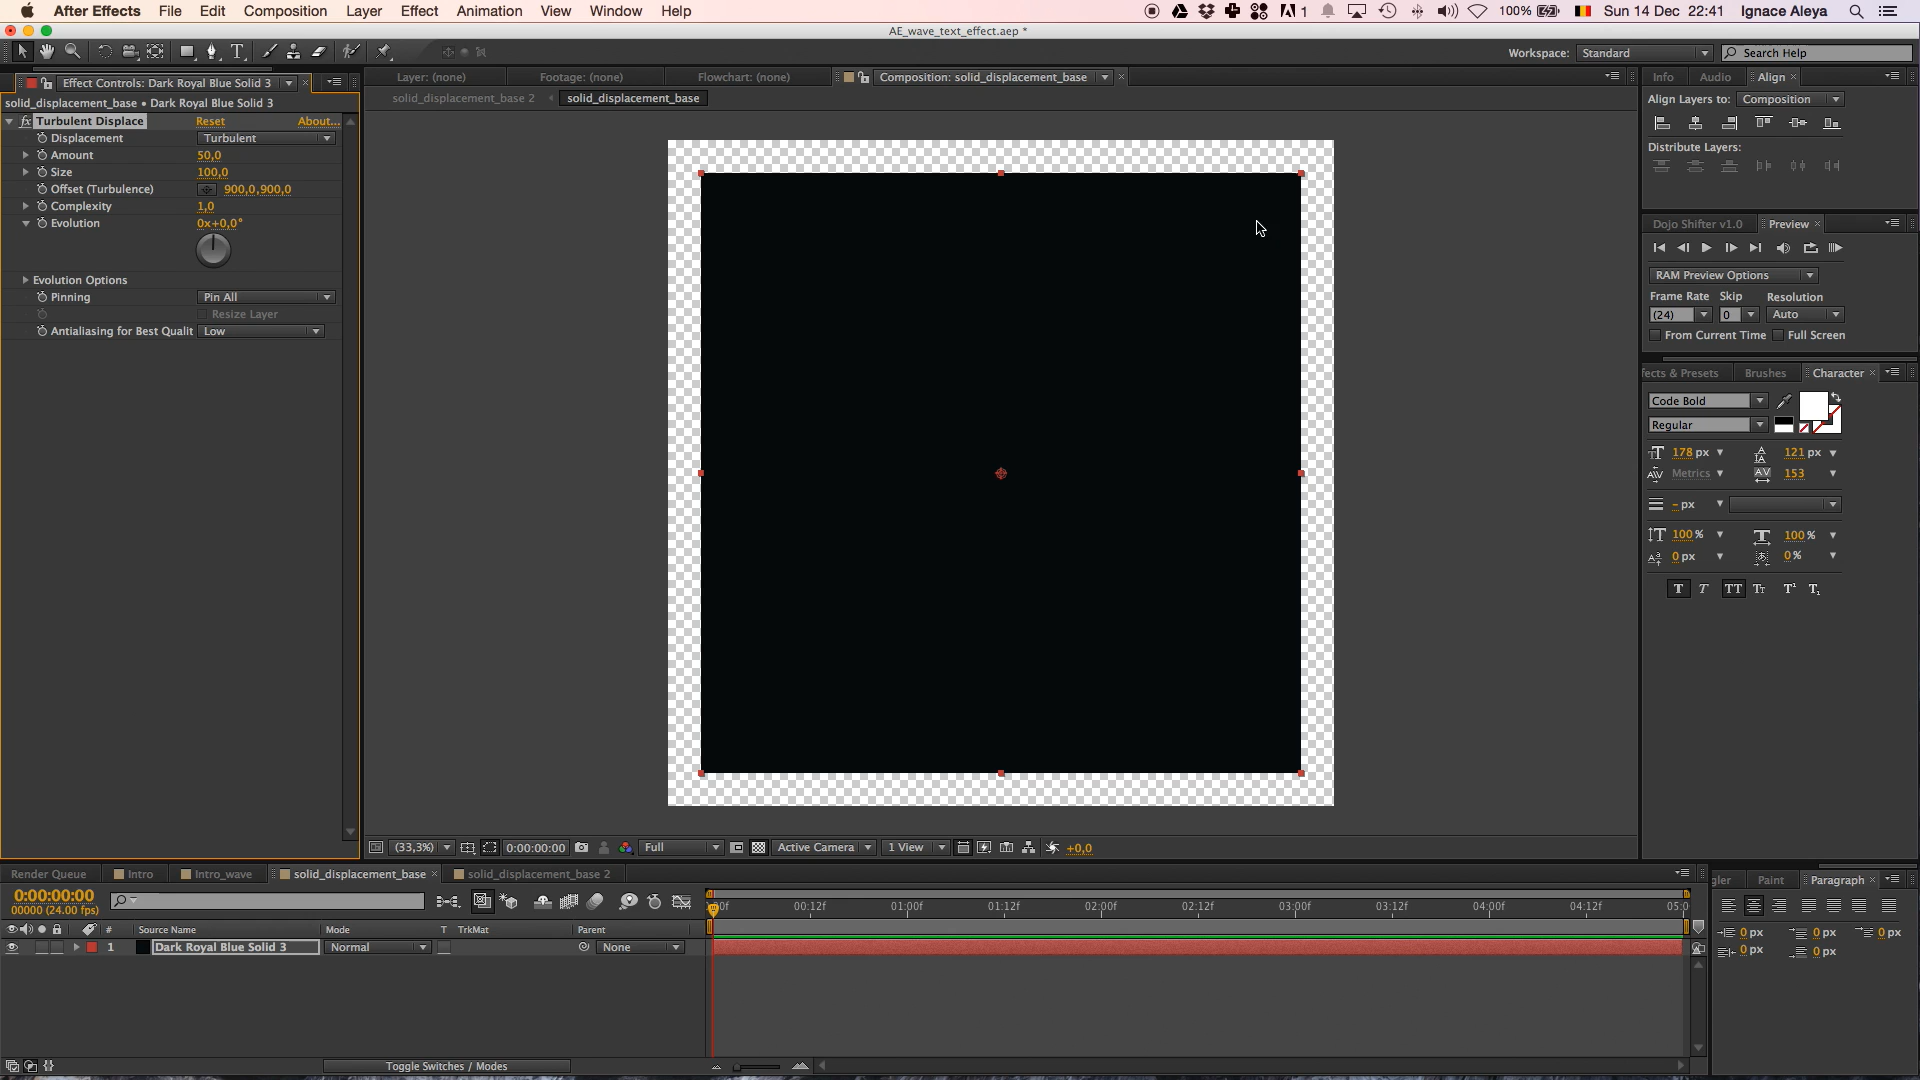 After Effects File Edit Composition Layer Effect Animation View Window Help
1 100% Sun 14 Dec 22:41 Ignace Aleya
AE_wave_text_effect.aep *
Workspace: Standard Search Help
Effect Controls: Dark Royal Blue Solid 3
Layer: (none) Footage: (none) Flowchart: (none) Composition: solid_displacement_base
Info Audio Align
solid_displacement_base • Dark Royal Blue Solid 3
solid_displacement_base 2 solid_displacement_base
Align Layers to: Composition
fx Turbulent Displace Reset About...
Displacement Turbulent
Amount 50,0
Size 100,0
Offset (Turbulence) 900,0,900,0
Complexity 1,0
Evolution 0x+0,0°
Evolution Options
Pinning Pin All
Resize Layer
Antialiasing for Best Qualit Low
Distribute Layers:
Dojo Shifter v1.0 Preview
RAM Preview Options
Frame Rate Skip Resolution
(24) 0 Auto
From Current Time Full Screen
fects & Presets Brushes Character
Code Bold
Regular
178 px 121 px
Metrics 153
- px
100 % 100 %
0 px 0 %
T T TT Tt T¹ T₁
(33,3%) 0:00:00:00 Full Active Camera 1 View +0,0
Render Queue Intro Intro_wave solid_displacement_base solid_displacement_base 2
0:00:00:00
00000 (24.00 fps)
00f 00:12f 01:00f 01:12f 02:00f 02:12f 03:00f 03:12f 04:00f 04:12f 05:0
# Source Name Mode T TrkMat Parent
1 Dark Royal Blue Solid 3 Normal None
Toggle Switches / Modes
gler Paint Paragraph
0 px 0 px 0 px
0 px 0 px